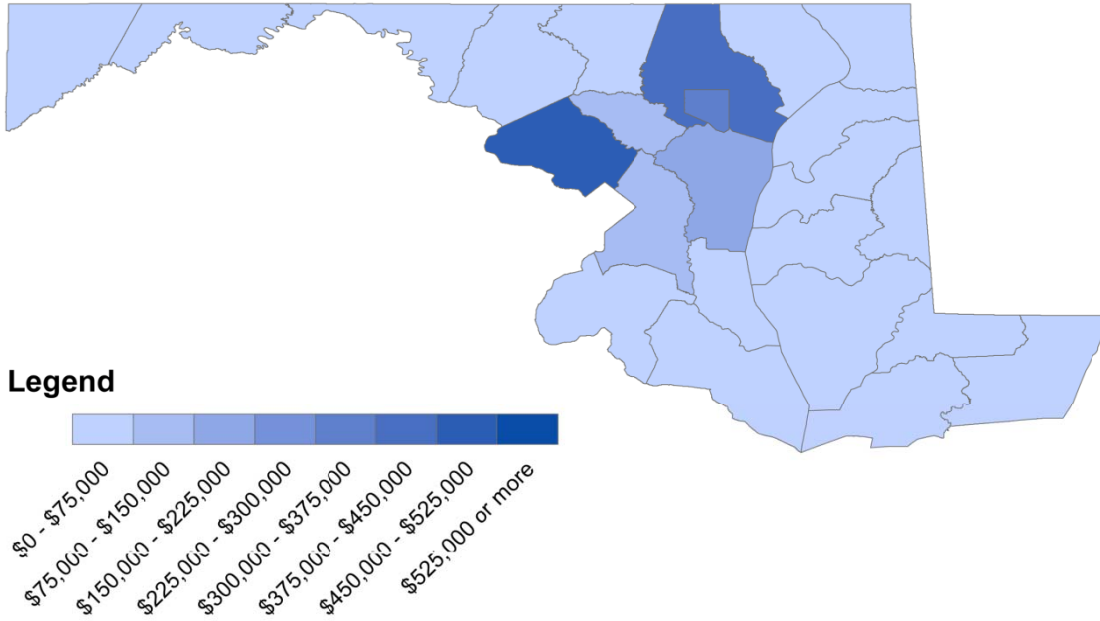 Legend
$0 - $75,000
$75,000 - $150,000
$150,000 - $225,000
$225,000 - $300,000
$300,000 - $375,000
$375,000 - $450,000
$450,000 - $525,000
$525,000 or more